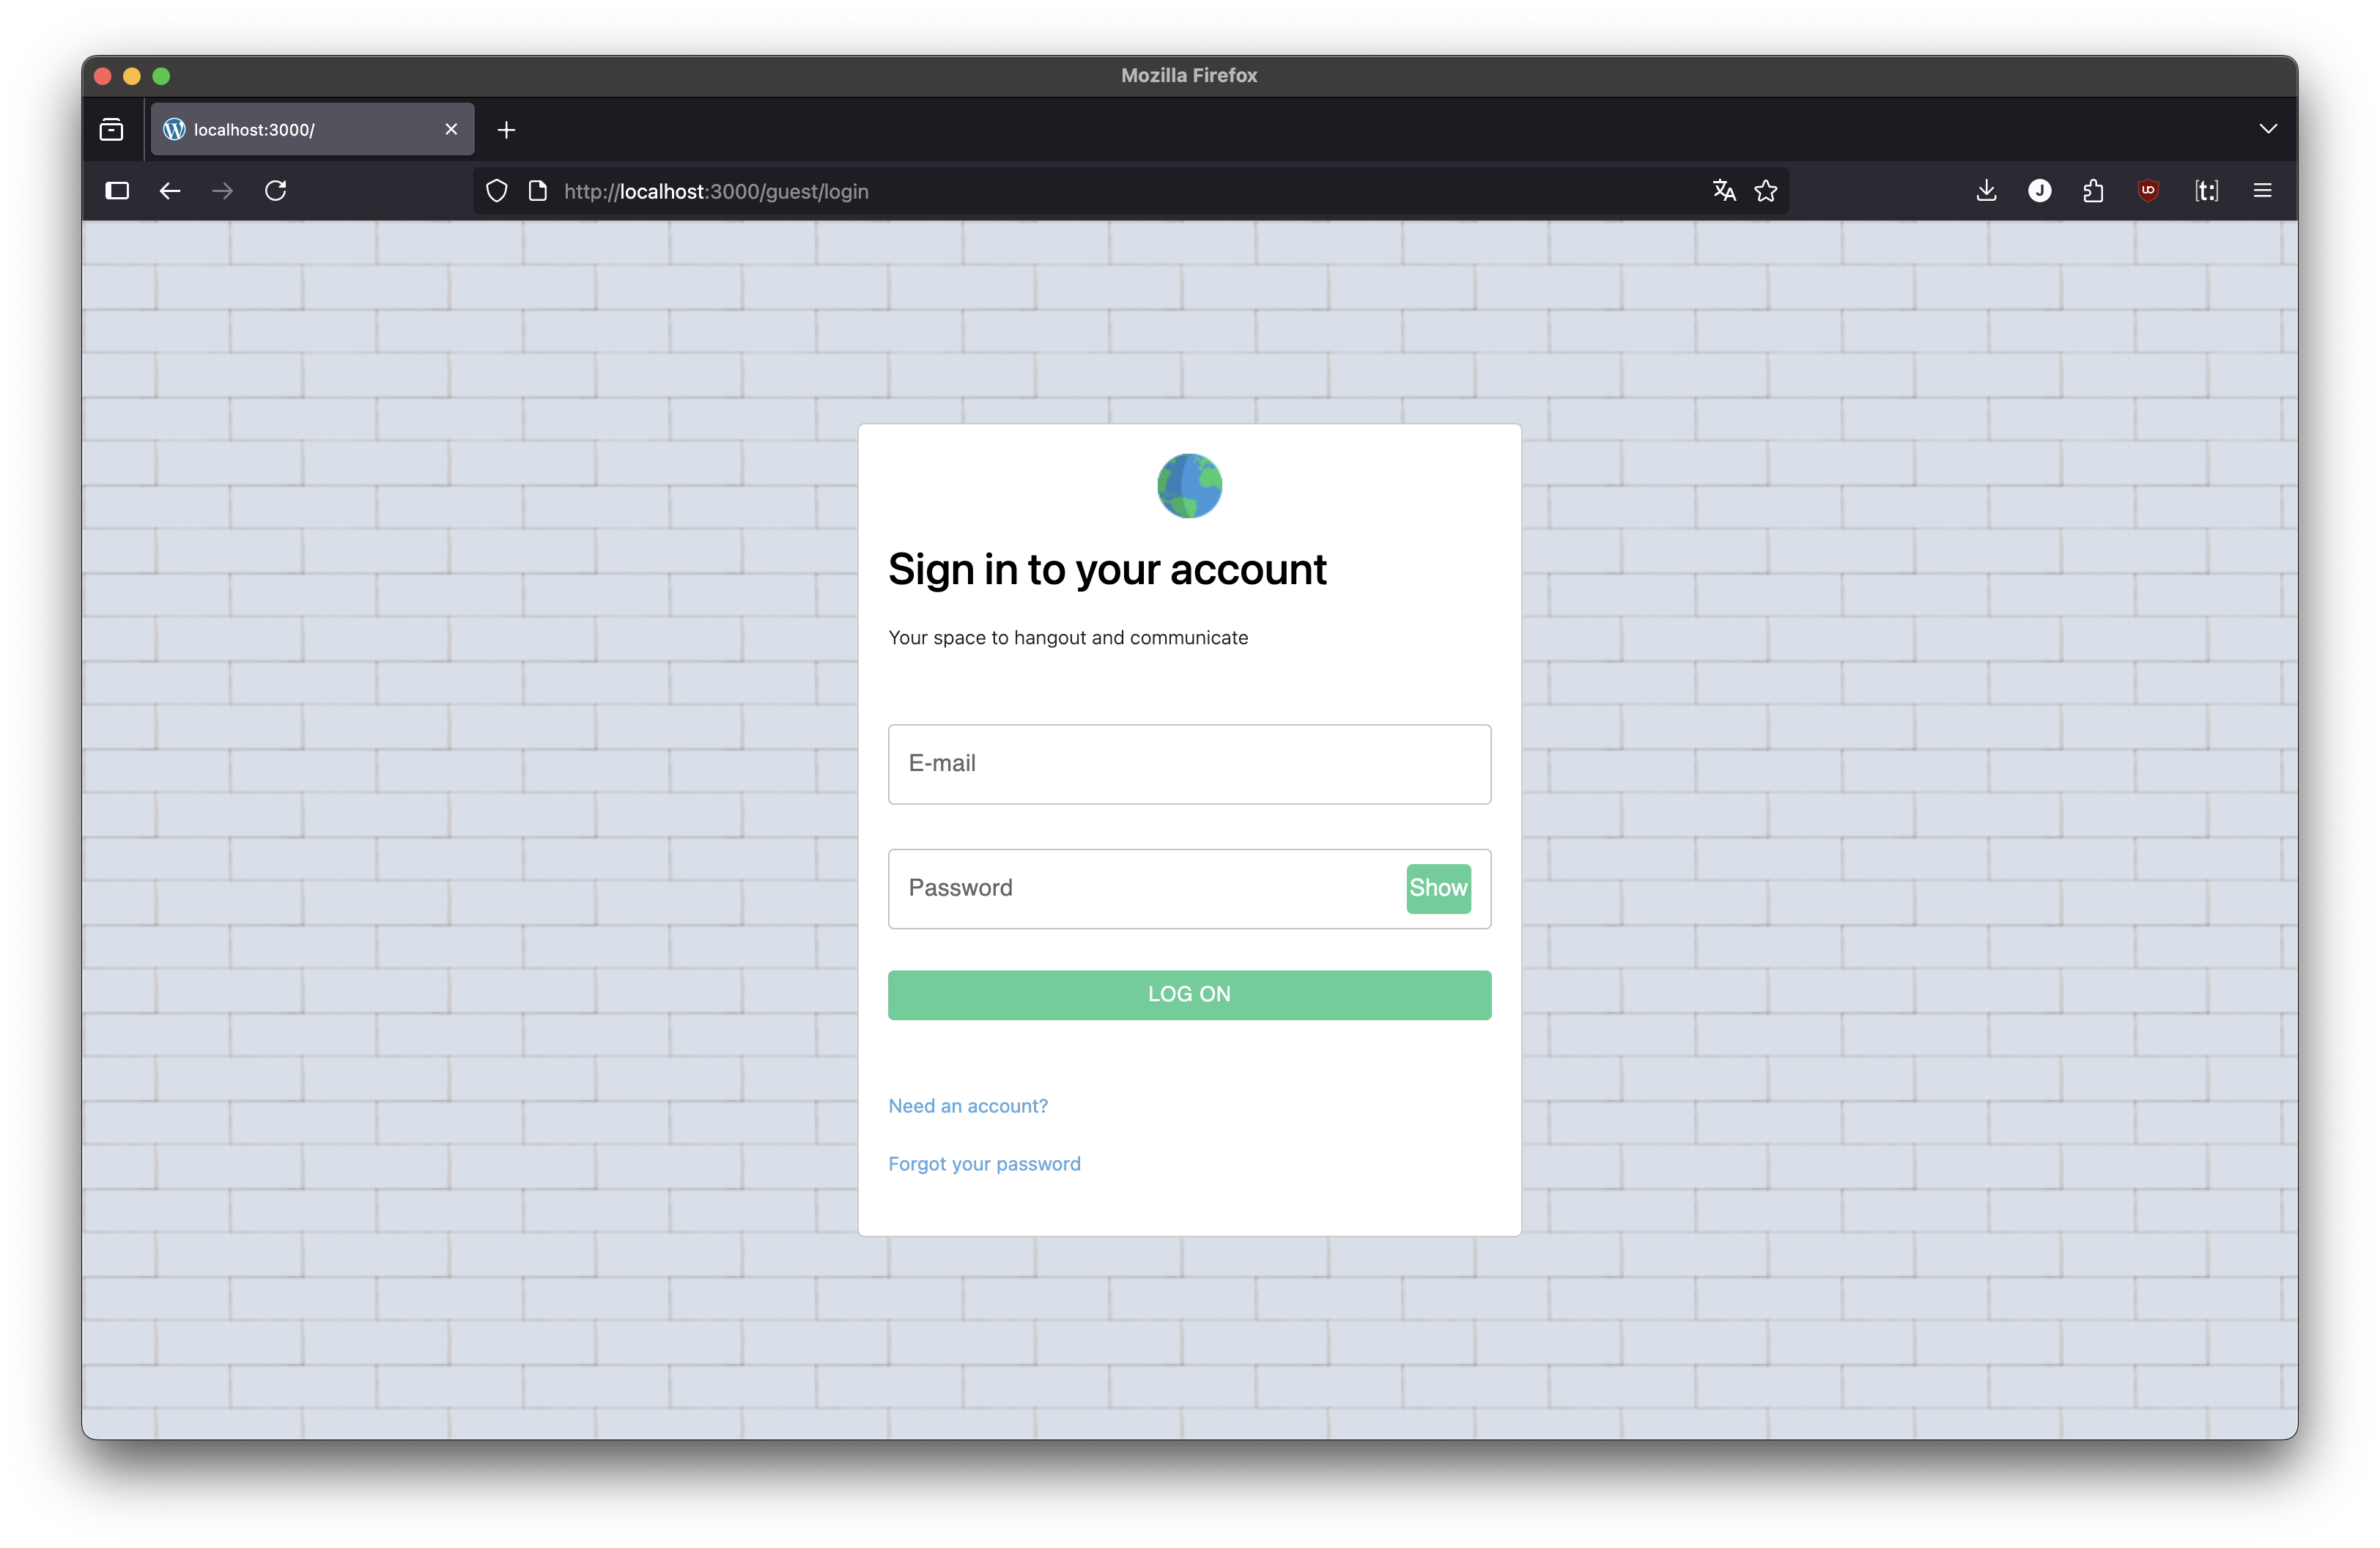 Mozilla Firefox
localhost:3000/
http://localhost:3000/guest/login
Sign in to your account
Your space to hangout and communicate
E-mail
Password
Show
LOG ON
Need an account?
Forgot your password